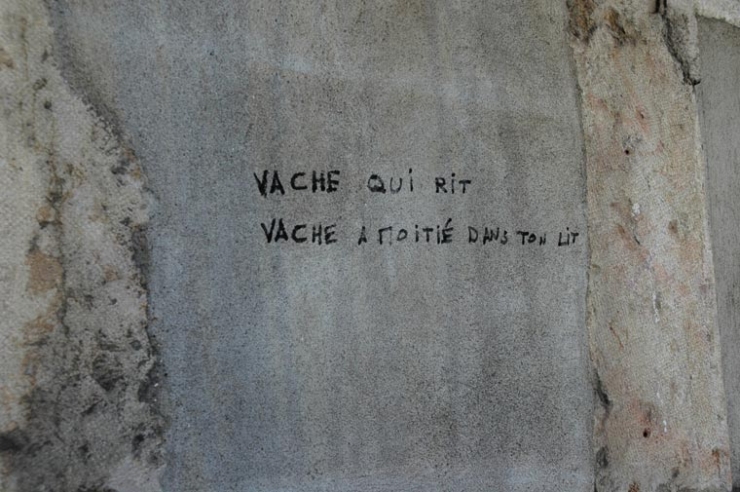 VACHE QUi RiT
VACHE A MOiTiÉ DANS TON LiT